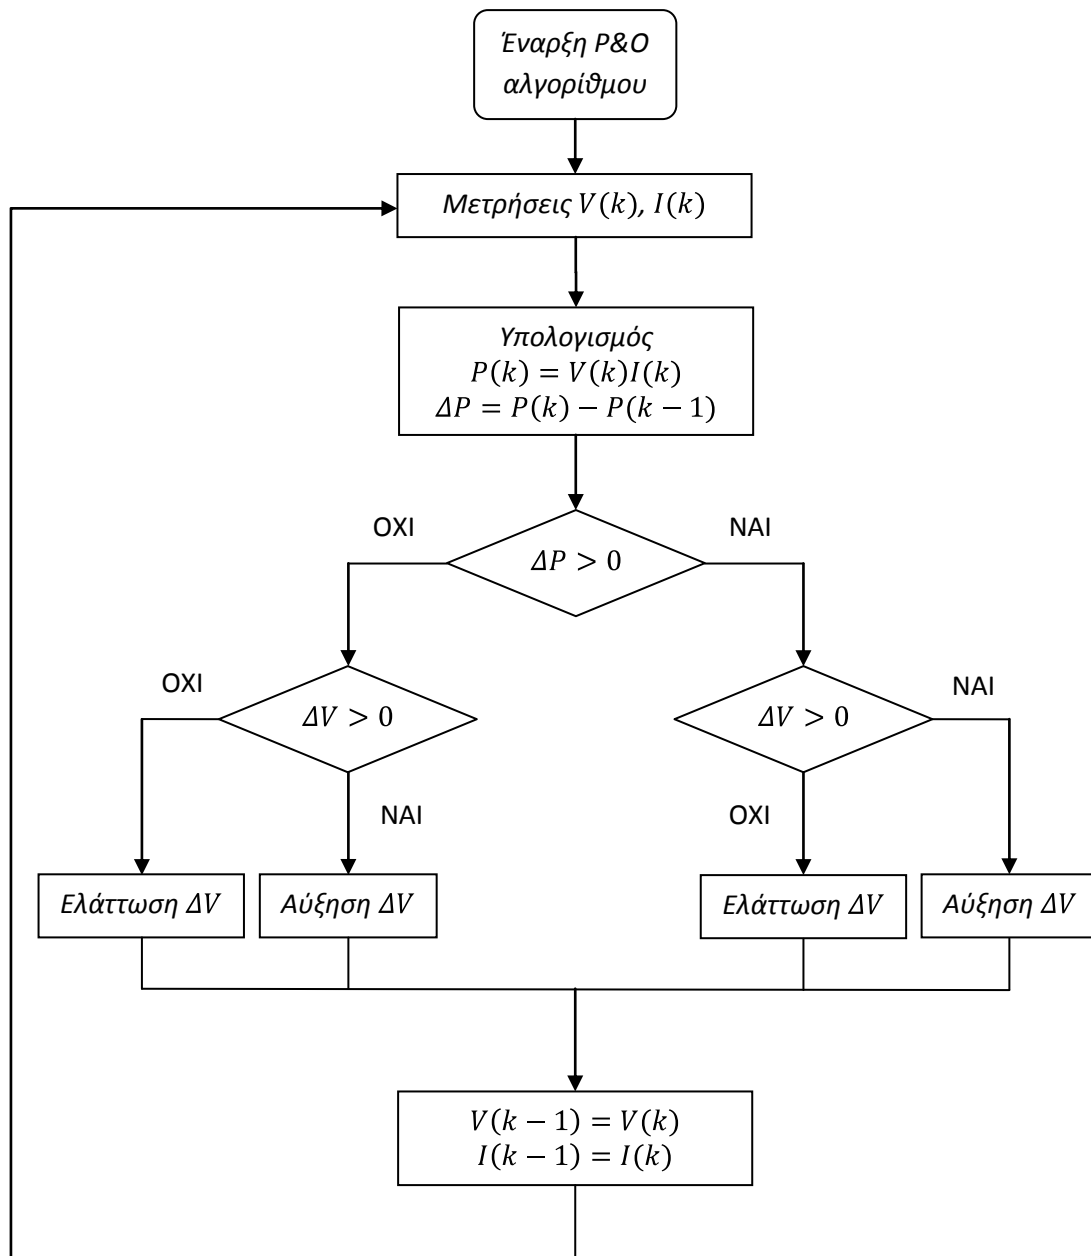 Έναρξη P&O
αλγορίθμου
Μετρήσεις V(k), I(k)
Υπολογισμός
P(k) = V(k)I(k)
ΔP = P(k) − P(k − 1)
ΟΧΙ
ΝΑΙ
ΔP > 0
ΟΧΙ
ΔV > 0
ΝΑΙ
ΔV > 0
ΝΑΙ
ΟΧΙ
Ελάττωση ΔV
Αύξηση ΔV
Ελάττωση ΔV
Αύξηση ΔV
V(k − 1) = V(k)
I(k − 1) = I(k)